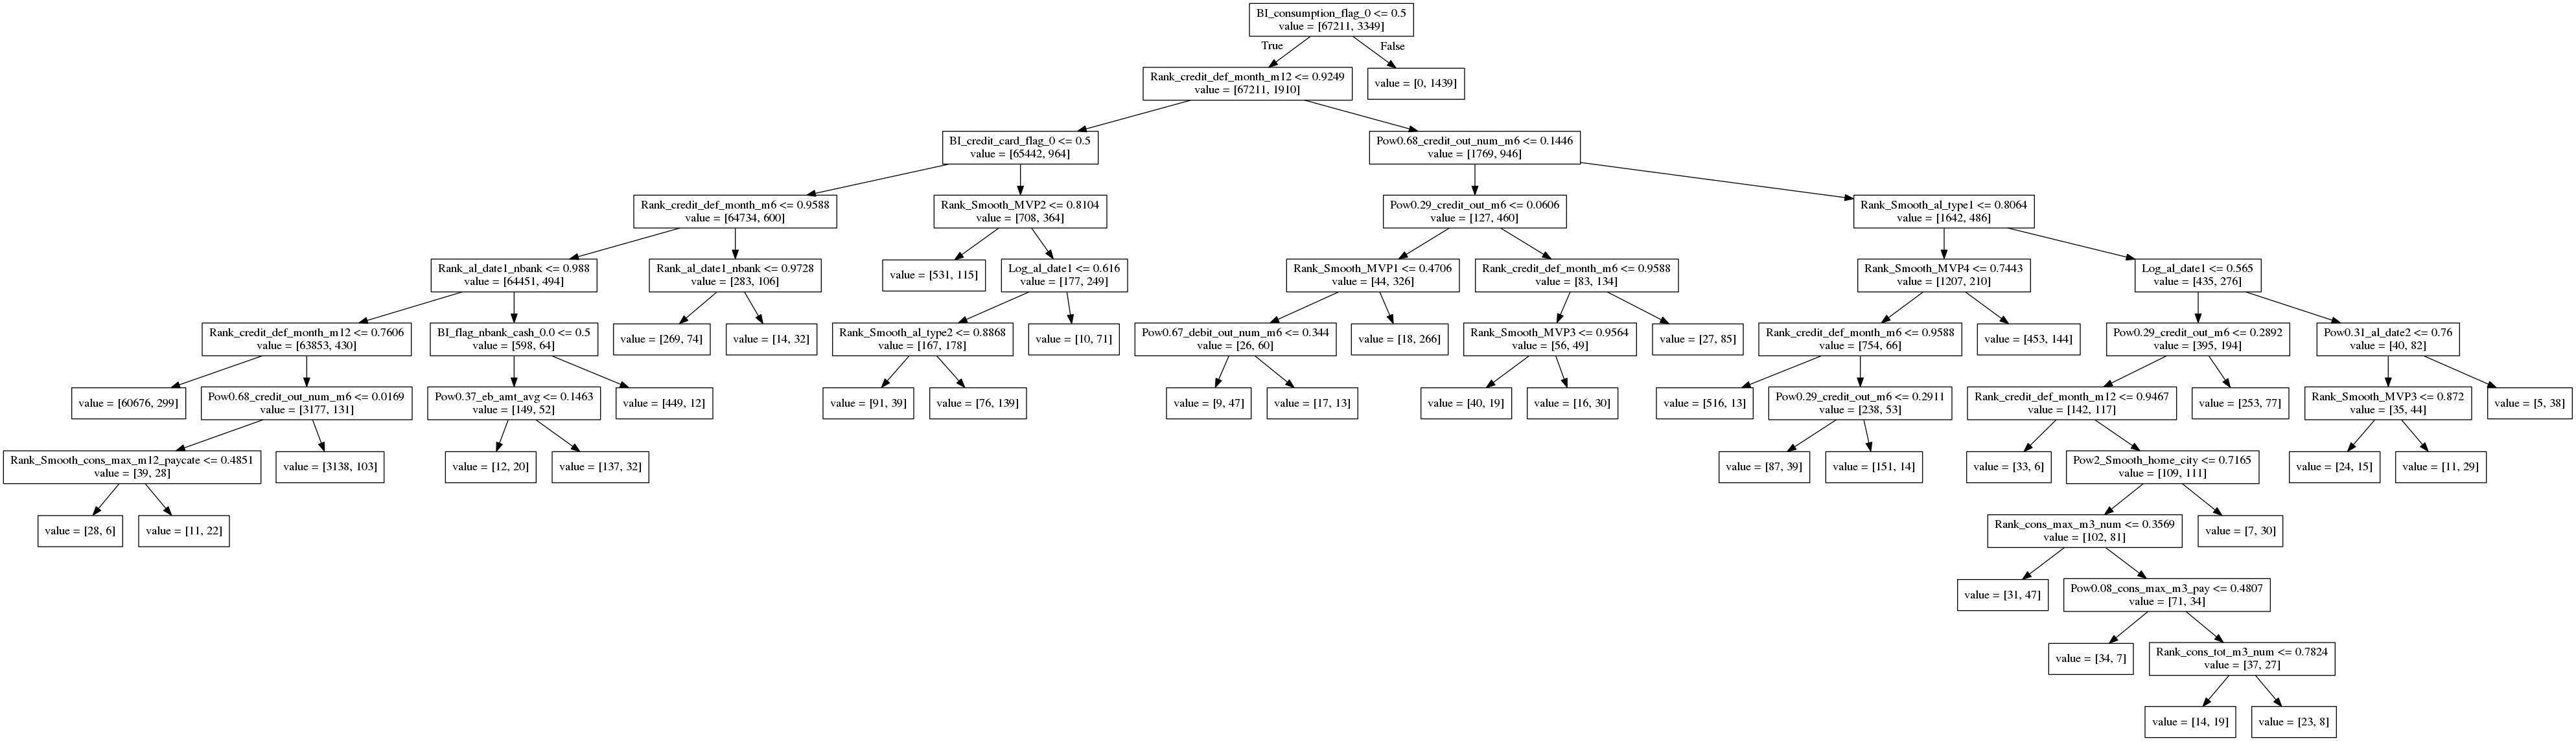 BI_consumption_flag_0 <= 0.5
value = [67211, 3349]
True
False
Rank_credit_def_month_m12 <= 0.9249
value = [67211, 1910]
value = [0, 1439]
BI_credit_card_flag_0 <= 0.5
value = [65442, 964]
Pow0.68_credit_out_num_m6 <= 0.1446
value = [1769, 946]
Rank_credit_def_month_m6 <= 0.9588
value = [64734, 600]
Rank_Smooth_MVP2 <= 0.8104
value = [708, 364]
Pow0.29_credit_out_m6 <= 0.0606
value = [127, 460]
Rank_Smooth_al_type1 <= 0.8064
value = [1642, 486]
Rank_al_date1_nbank <= 0.988
value = [64451, 494]
Rank_al_date1_nbank <= 0.9728
value = [283, 106]
value = [531, 115]
Log_al_date1 <= 0.616
value = [177, 249]
Rank_Smooth_MVP1 <= 0.4706
value = [44, 326]
Rank_credit_def_month_m6 <= 0.9588
value = [83, 134]
Rank_Smooth_MVP4 <= 0.7443
value = [1207, 210]
Log_al_date1 <= 0.565
value = [435, 276]
Rank_credit_def_month_m12 <= 0.7606
value = [63853, 430]
BI_flag_nbank_cash_0.0 <= 0.5
value = [598, 64]
value = [269, 74]
value = [14, 32]
Rank_Smooth_al_type2 <= 0.8868
value = [167, 178]
value = [10, 71]
Pow0.67_debit_out_num_m6 <= 0.344
value = [26, 60]
value = [18, 266]
Rank_Smooth_MVP3 <= 0.9564
value = [56, 49]
value = [27, 85]
Rank_credit_def_month_m6 <= 0.9588
value = [754, 66]
value = [453, 144]
Pow0.29_credit_out_m6 <= 0.2892
value = [395, 194]
Pow0.31_al_date2 <= 0.76
value = [40, 82]
value = [60676, 299]
Pow0.68_credit_out_num_m6 <= 0.0169
value = [3177, 131]
Pow0.37_eb_amt_avg <= 0.1463
value = [149, 52]
value = [449, 12]
value = [91, 39]
value = [76, 139]
value = [9, 47]
value = [17, 13]
value = [40, 19]
value = [16, 30]
value = [516, 13]
Pow0.29_credit_out_m6 <= 0.2911
value = [238, 53]
Rank_credit_def_month_m12 <= 0.9467
value = [142, 117]
value = [253, 77]
Rank_Smooth_MVP3 <= 0.872
value = [35, 44]
value = [5, 38]
Rank_Smooth_cons_max_m12_paycate <= 0.4851
value = [39, 28]
value = [3138, 103]
value = [12, 20]
value = [137, 32]
value = [87, 39]
value = [151, 14]
value = [33, 6]
Pow2_Smooth_home_city <= 0.7165
value = [109, 111]
value = [24, 15]
value = [11, 29]
value = [28, 6]
value = [11, 22]
Rank_cons_max_m3_num <= 0.3569
value = [102, 81]
value = [7, 30]
value = [31, 47]
Pow0.08_cons_max_m3_pay <= 0.4807
value = [71, 34]
value = [34, 7]
Rank_cons_tot_m3_num <= 0.7824
value = [37, 27]
value = [14, 19]
value = [23, 8]